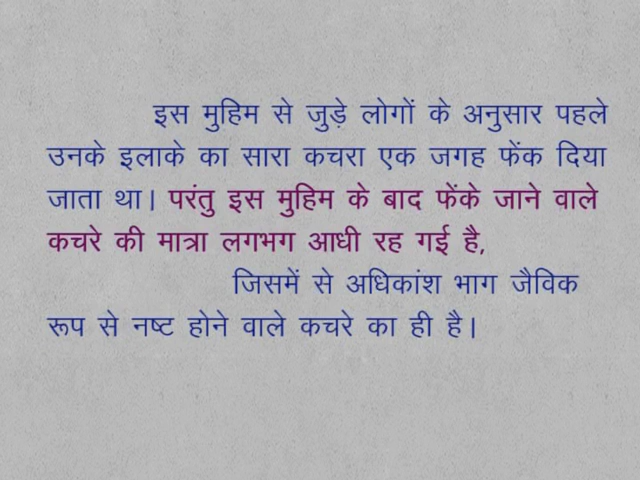 इस मुहिम से जुड़े लोगों के अनुसार पहले
उनके इलाके का सारा कचरा एक जगह फेंक दिया
जाता था। परंतु इस मुहिम के बाद फेंके जाने वाले
कचरे की मात्रा लगभग आधी रह गई है,
जिसमें से अधिकांश भाग जैविक
रूप से नष्ट होने वाले कचरे का ही है।